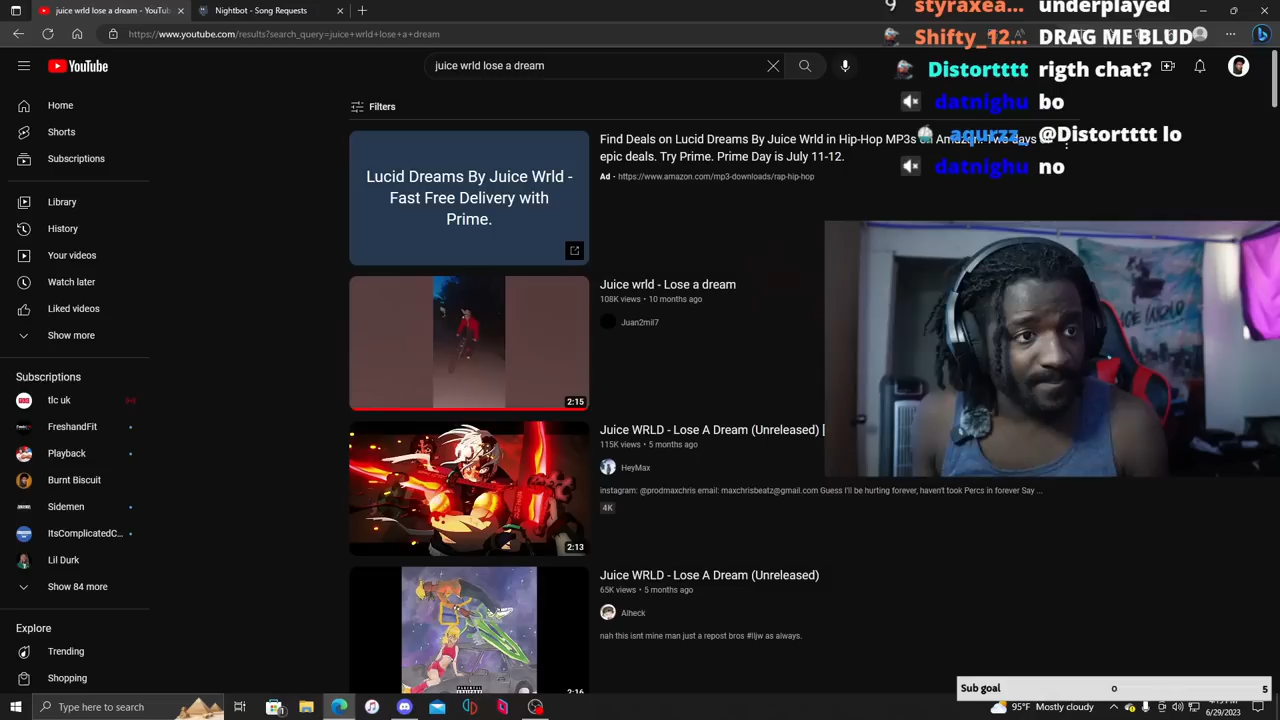 juice wrld lose a dream - YouTub
Nightbot - Song Requests
https://www.youtube.com/results?search_query=juice+wrld+lose+a+dream
YouTube
juice wrld lose a dream
styraxea... underplayed
Shifty_12... DRAG ME BLUD
Distortttt rigth chat?
datnighu bo
aqurzz_ @Distortttt lo
datnighu no
Home
Shorts
Subscriptions
Library
History
Your videos
Watch later
Liked videos
Show more
Subscriptions
tlc uk
FreshandFit
Playback
Burnt Biscuit
Sidemen
ItsComplicatedC...
Lil Durk
Show 84 more
Explore
Trending
Shopping
Filters
Lucid Dreams By Juice Wrld -
Fast Free Delivery with
Prime.
Find Deals on Lucid Dreams By Juice Wrld in Hip-Hop MP3s on Amazon. Two days of
epic deals. Try Prime. Prime Day is July 11-12.
Ad · https://www.amazon.com/mp3-downloads/rap-hip-hop
2:15
Juice wrld - Lose a dream
108K views • 10 months ago
Juan2mil7
2:13
Juice WRLD - Lose A Dream (Unreleased) [
115K views • 5 months ago
HeyMax
instagram: @prodmaxchris email: maxchrisbeatz@gmail.com Guess I'll be hurting forever, haven't took Percs in forever Say ...
4K
2:16
Juice WRLD - Lose A Dream (Unreleased)
65K views • 5 months ago
Alheck
nah this isnt mine man just a repost bros #lljw as always.
Sub goal 0 5
Type here to search
95°F Mostly cloudy
6/29/2023